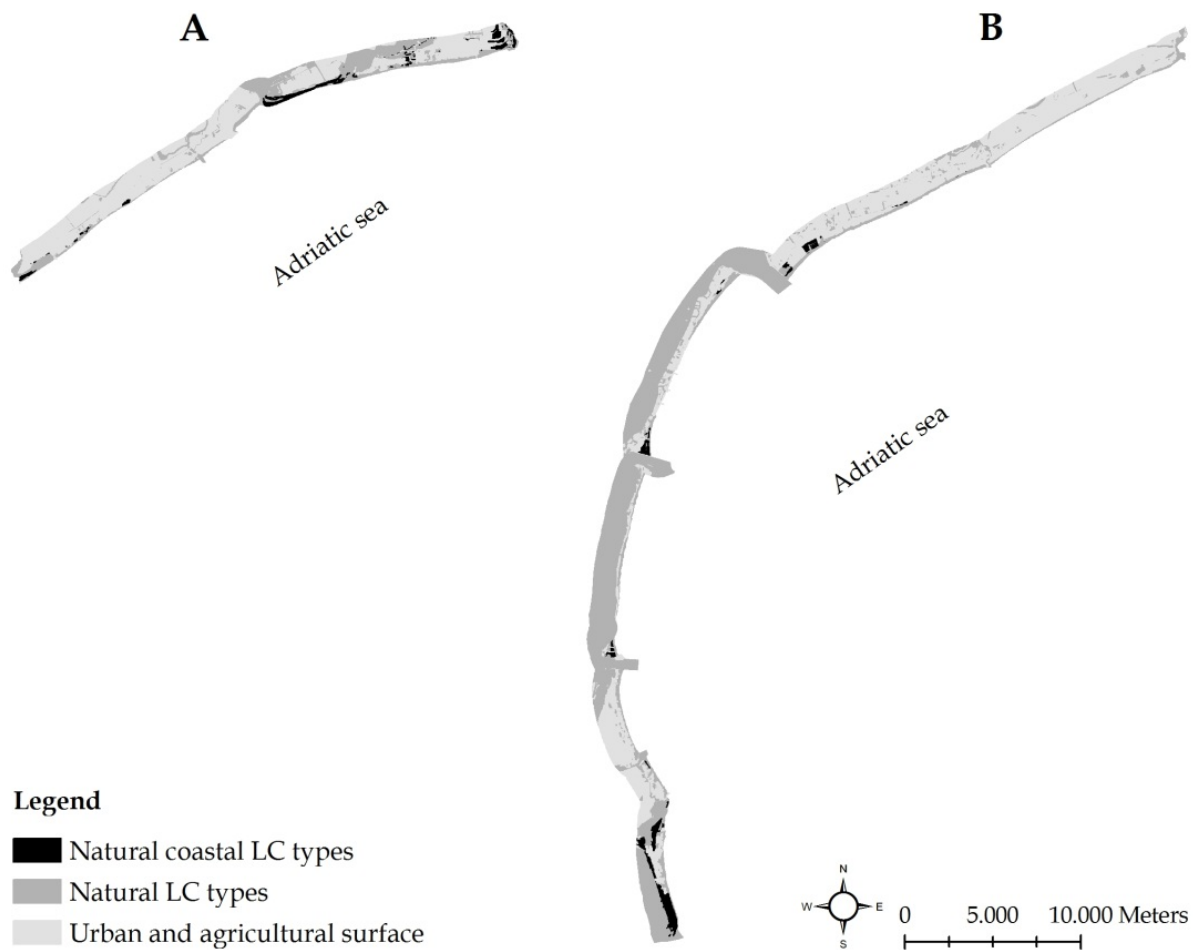 A
B
Adriatic sea
Adriatic sea
Legend
Natural coastal LC types
Natural LC types
Urban and agricultural surface
N
W E
S
0 5.000 10.000 Meters